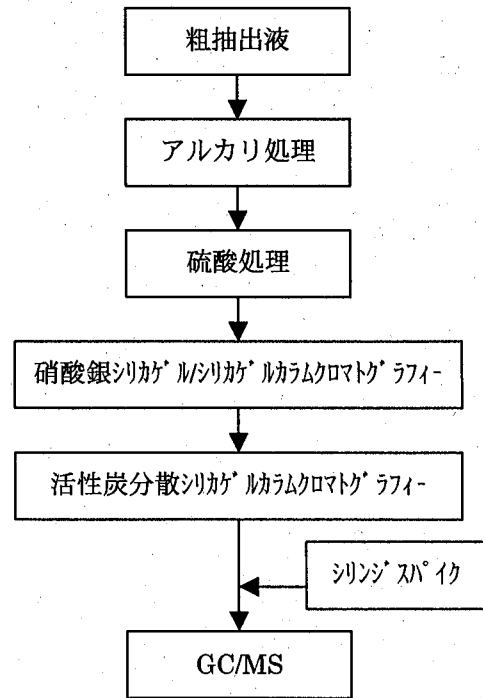 粗抽出液
アルカリ処理
硫酸処理
硝酸銀ｼﾘｶｹﾞﾙ/ｼﾘｶｹﾞﾙｶﾗﾑｸﾛﾏﾄｸﾞﾗﾌｨｰ
活性炭分散ｼﾘｶｹﾞﾙｶﾗﾑｸﾛﾏﾄｸﾞﾗﾌｨｰ
ｼﾘﾝｼﾞｽﾊﾟｲｸ
GC/MS